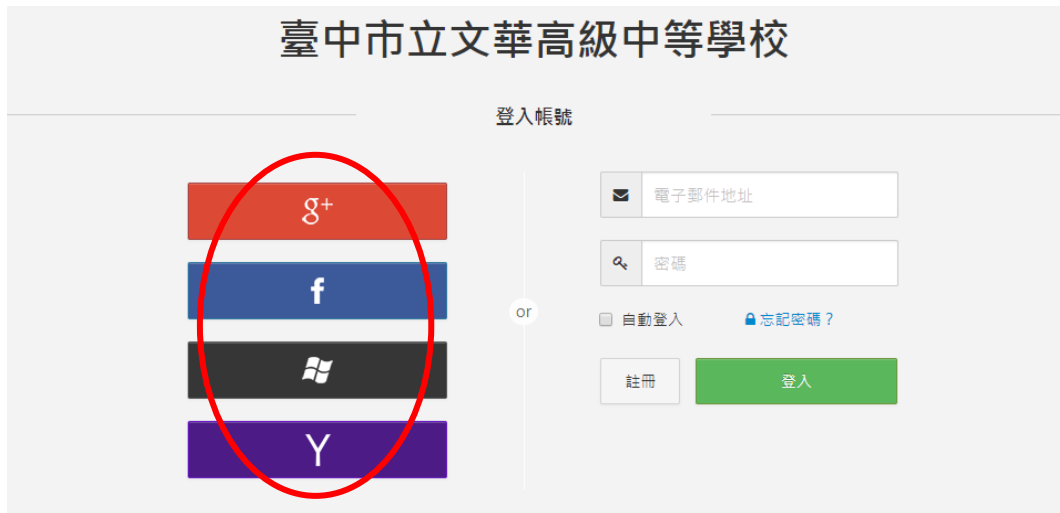 臺中市立文華高級中等學校
登入帳號
g+
f
Y
or
電子郵件地址
密碼
自動登入
忘記密碼？
註冊
登入